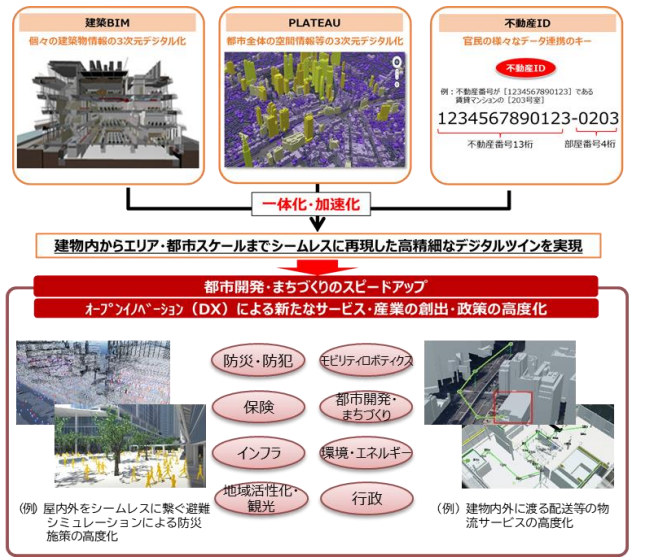 建築BIM
個々の建築物情報の3次元デジタル化
PLATEAU
都市全体の空間情報等の3次元デジタル化
不動産ID
官民の様々なデータ連携のキー
不動産ID
例：不動産番号が［1234567890123］である
賃貸マンションの［203号室］
1234567890123-0203
不動産番号13桁
部屋番号4桁
一体化・加速化
建物内からエリア・都市スケールまでシームレスに再現した高精細なデジタルツインを実現
都市開発・まちづくりのスピードアップ
ｵｰﾌﾟﾝｲﾉﾍﾞｰｼｮﾝ（DX）による新たなサービス・産業の創出・政策の高度化
防災・防犯
モビリティロボティクス
保険
都市開発・
まちづくり
インフラ
環境・エネルギー
地域活性化・
観光
行政
（例）屋内外をシームレスに繋ぐ避難
シミュレーションによる防災
施策の高度化
（例）建物内外に渡る配送等の物
流サービスの高度化